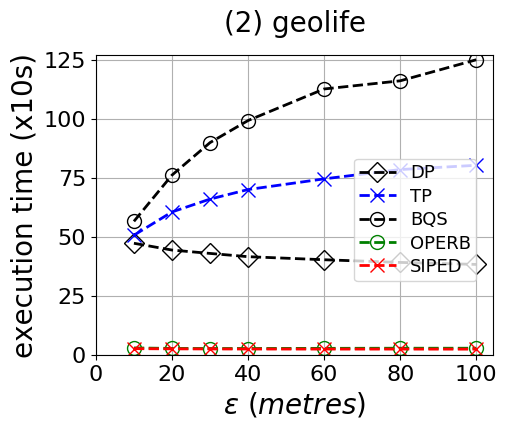 (2) geolife
execution time (x10s)
125
100
75
50
25
0
DP
TP
BQS
OPERB
SIPED
0 20 40 60 80 100
ε (metres)